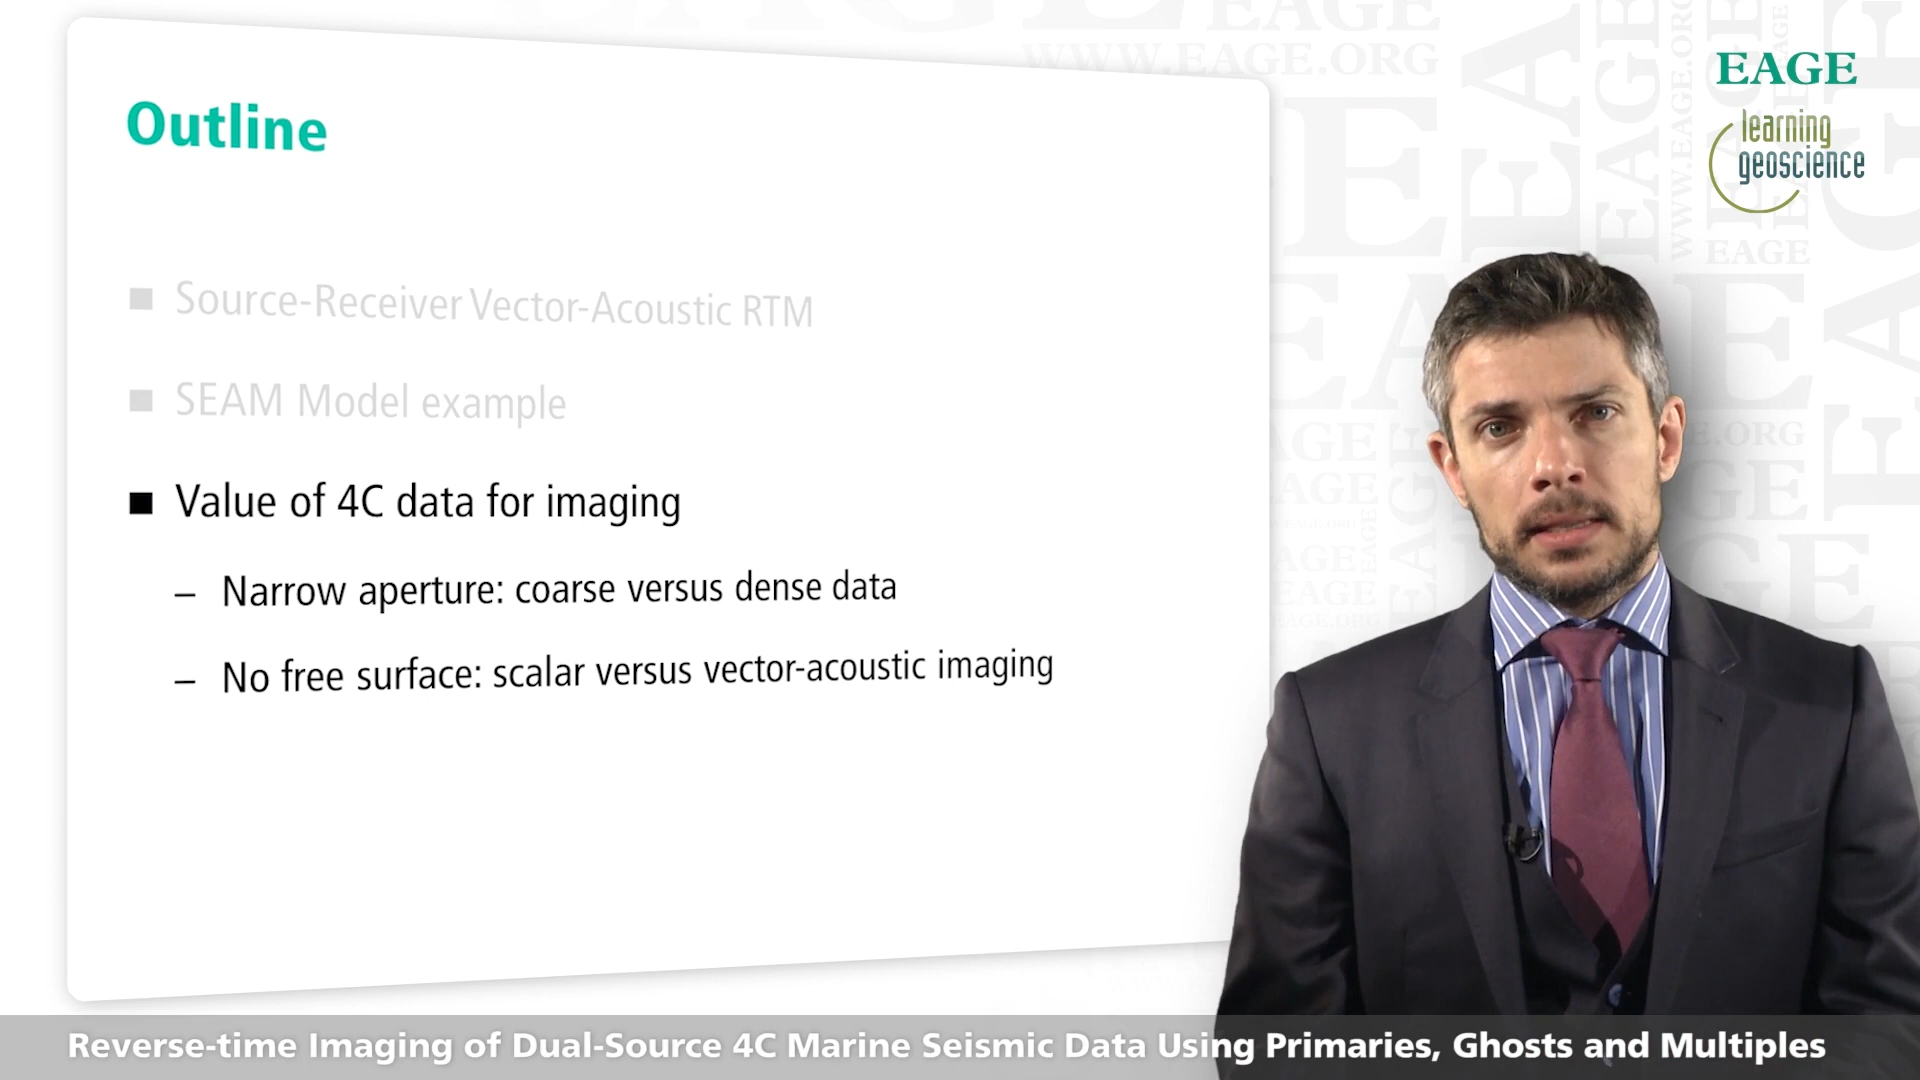 EAGE
WWW.EAGE.ORG
EAGE
learning
geoscience
Outline
Source-Receiver Vector-Acoustic RTM
SEAM Model example
Value of 4C data for imaging
– Narrow aperture: coarse versus dense data
– No free surface: scalar versus vector-acoustic imaging
Reverse-time Imaging of Dual-Source 4C Marine Seismic Data Using Primaries, Ghosts and Multiples